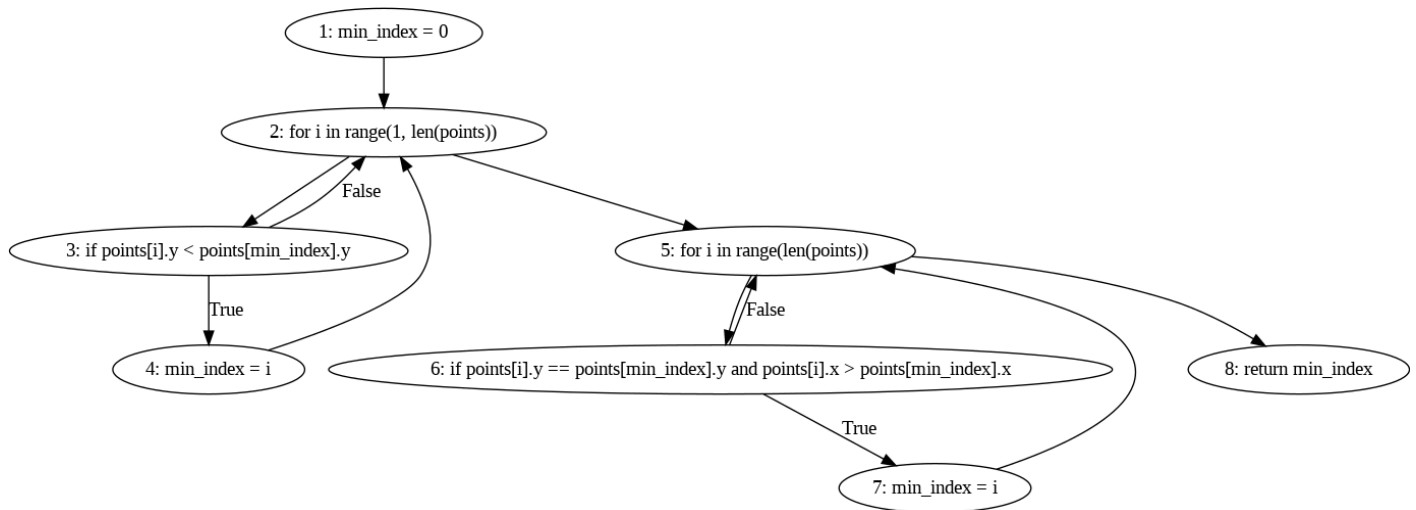 1: min_index = 0
2: for i in range(1, len(points))
False
3: if points[i].y < points[min_index].y
5: for i in range(len(points))
True
False
4: min_index = i
6: if points[i].y == points[min_index].y and points[i].x > points[min_index].x
8: return min_index
True
7: min_index = i